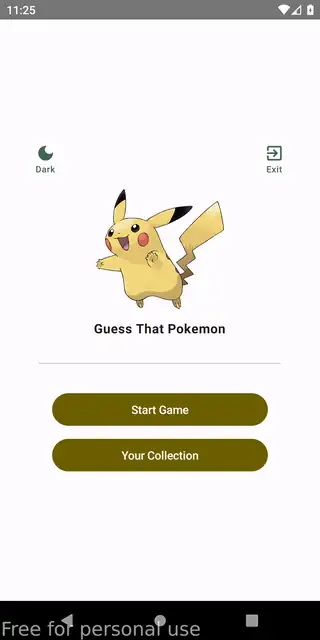 11:25
Dark
Exit
Guess That Pokemon
Start Game
Your Collection
Free for personal use